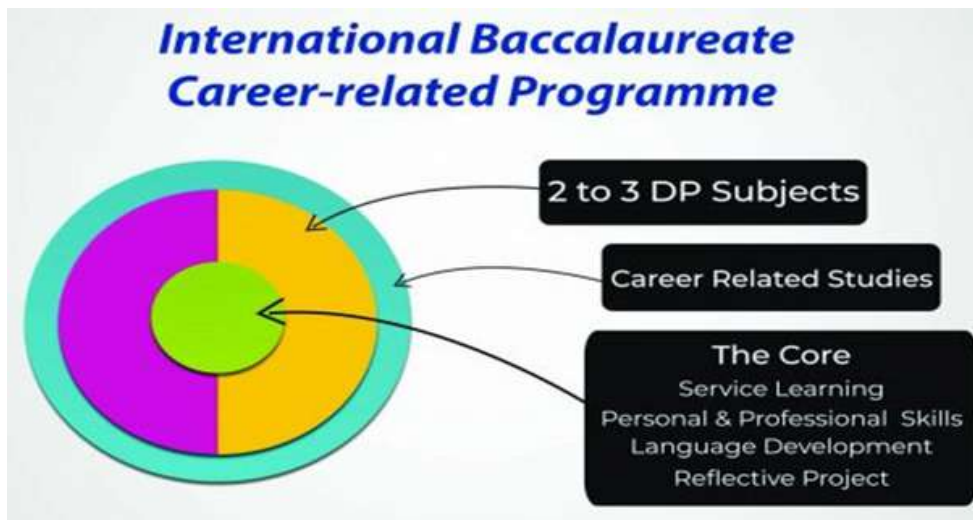 International Baccalaureate
Career-related Programme
2 to 3 DP Subjects
Career Related Studies
The Core
Service Learning
Personal & Professional Skills
Language Development
Reflective Project